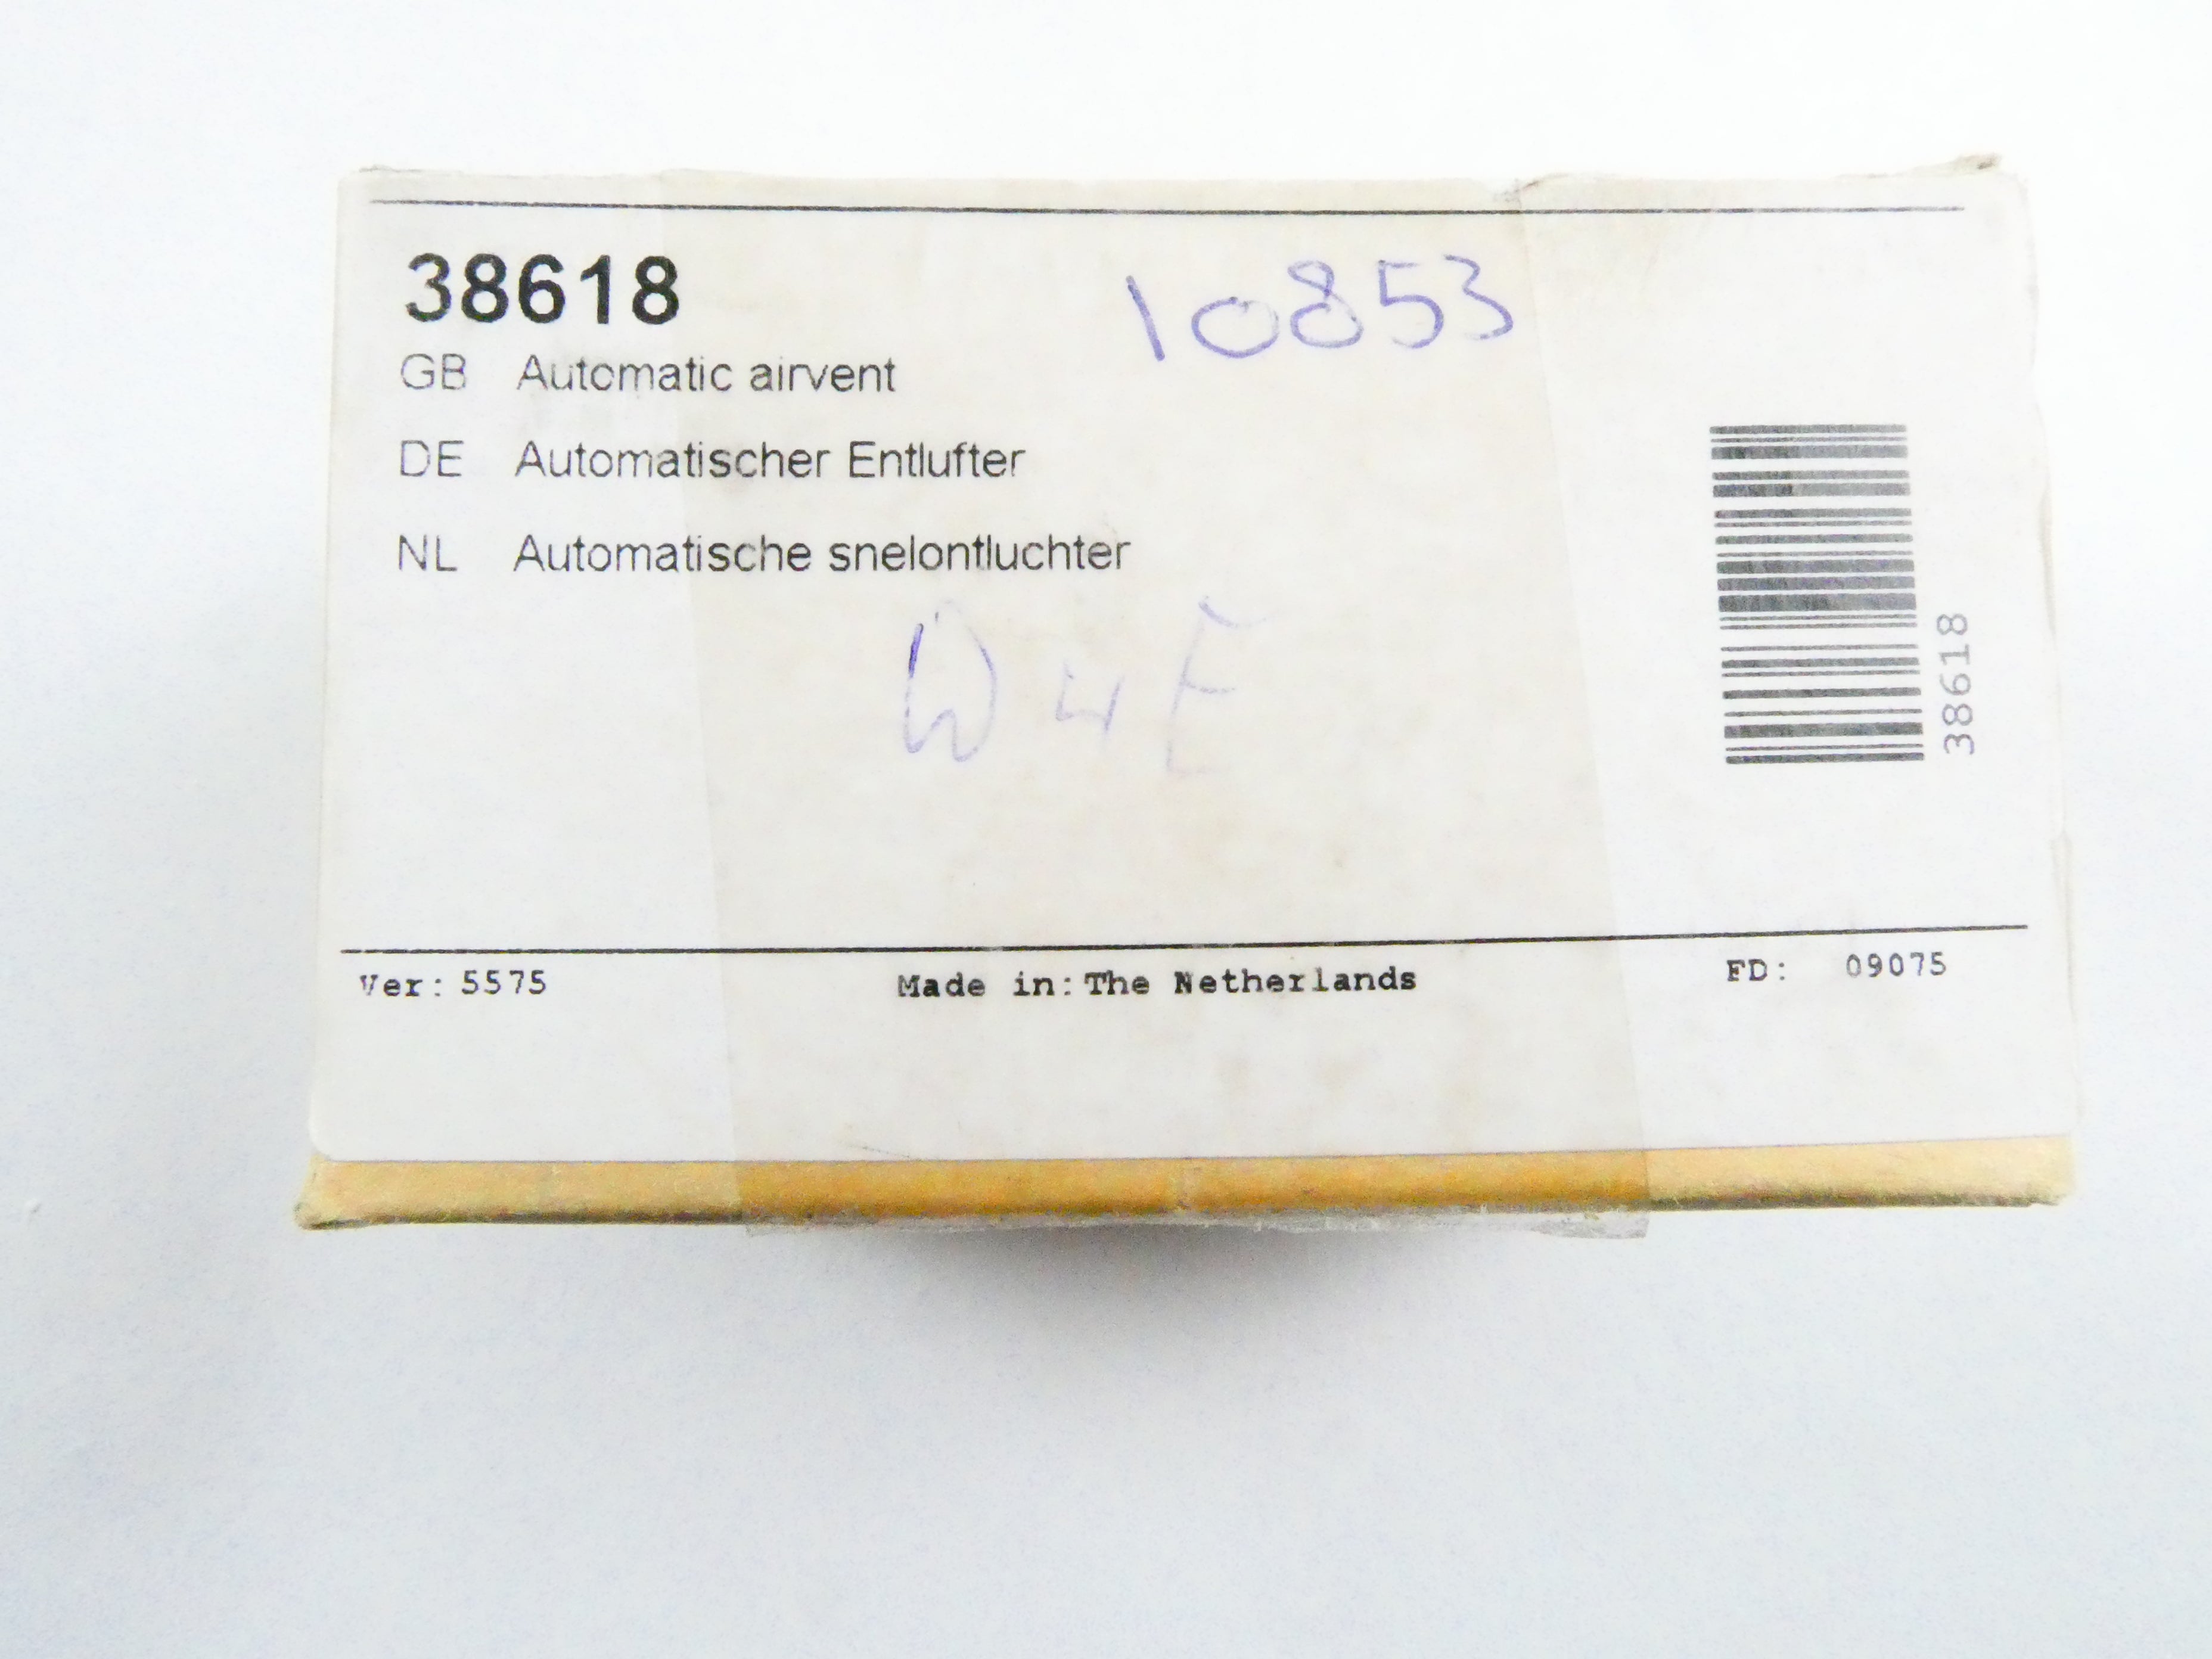 38618
10853
GB Automatic airvent
DE Automatischer Entlufter
NL Automatische snelontluchter
W4E
38618
Ver: 5575 Made in: The Netherlands FD: 09075